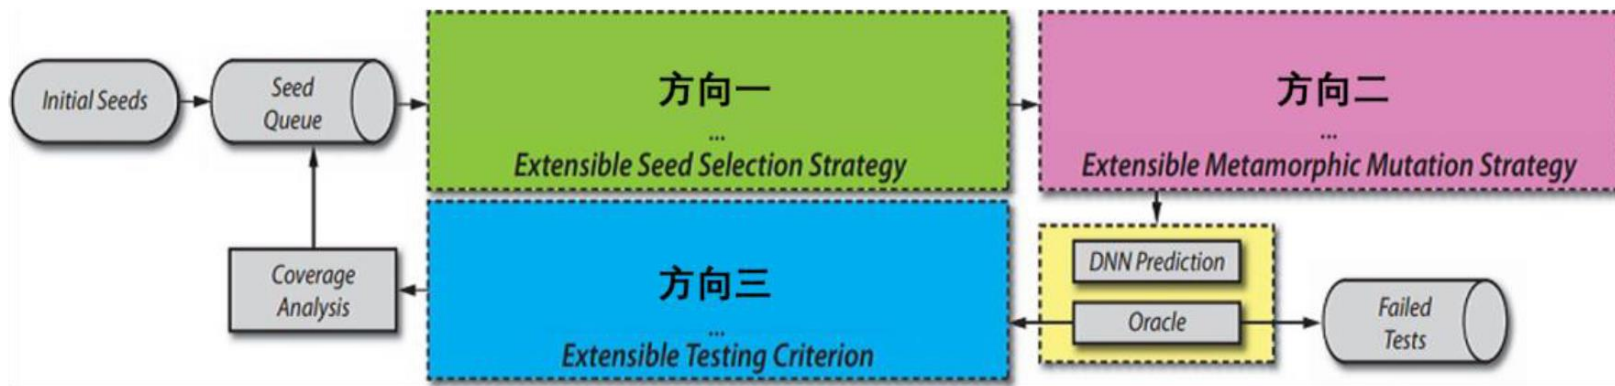 Initial Seeds
Seed
Queue
方向一
...
Extensible Seed Selection Strategy
方向二
...
Extensible Metamorphic Mutation Strategy
Coverage
Analysis
方向三
...
Extensible Testing Criterion
DNN Prediction
Oracle
Failed
Tests